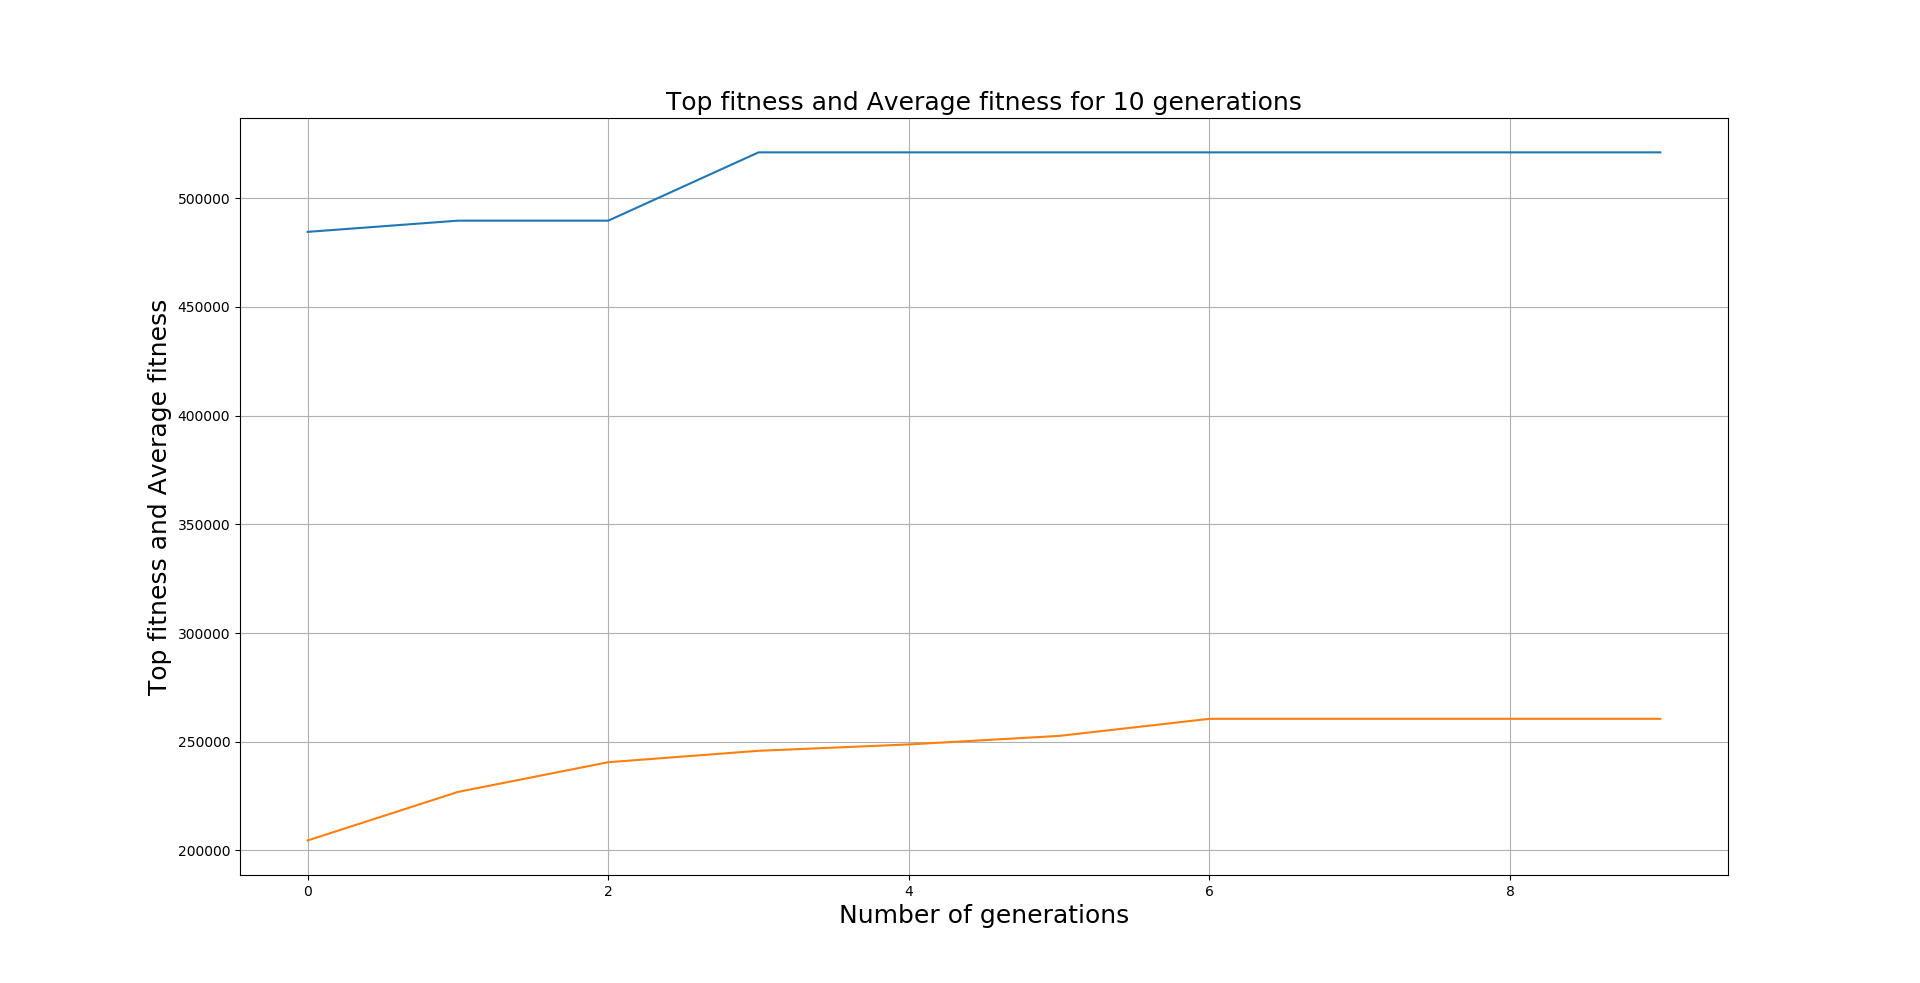 Top fitness and Average fitness for 10 generations
Top fitness and Average fitness
500000
450000
400000
350000
300000
250000
200000
0 2 4 6 8
Number of generations